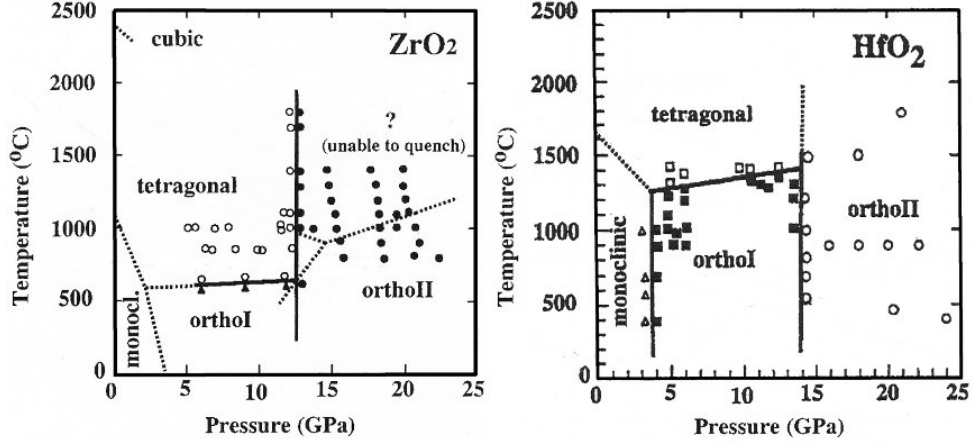 2500
2000
1500
1000
500
0
Temperature (ºC)
cubic
ZrO2
?
(unable to quench)
tetragonal
monocl.
orthoI
orthoII
0
5
10
15
20
25
Pressure (GPa)
2500
2000
1500
1000
500
0
Temperature (ºC)
HfO2
tetragonal
monoclinic
orthoI
orthoII
0
5
10
15
20
25
Pressure (GPa)